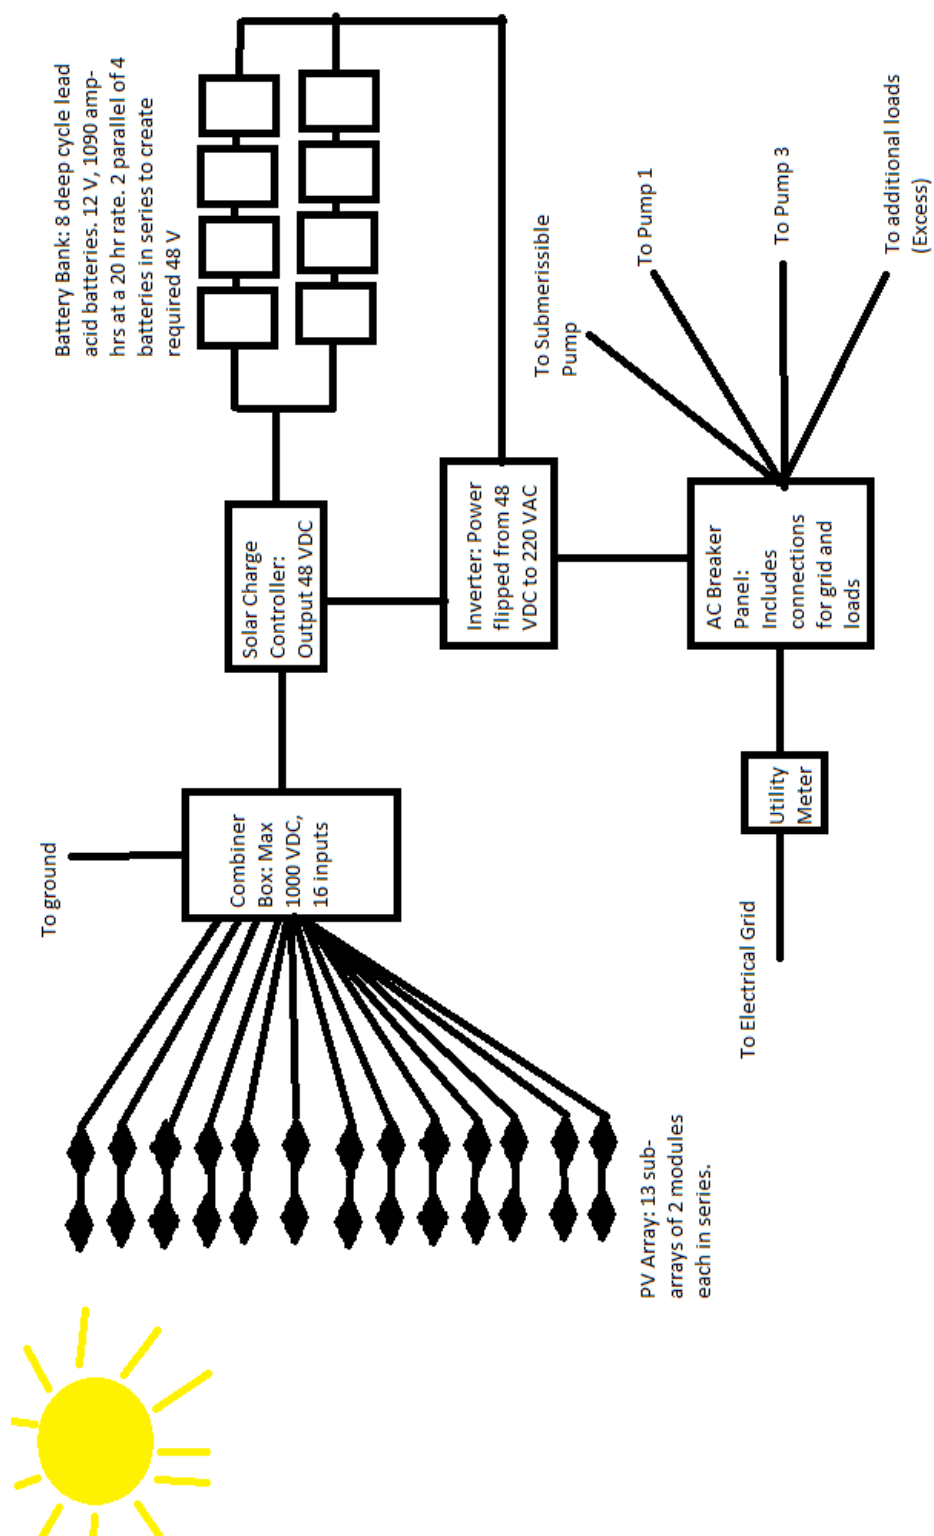 Battery Bank: 8 deep cycle lead
acid batteries. 12 V, 1090 amp-
hrs at a 20 hr rate. 2 parallel of 4
batteries in series to create
required 48 V
To ground
Combiner
Box: Max
1000 VDC,
16 inputs
Solar Charge
Controller:
Output 48 VDC
Inverter: Power
flipped from 48
VDC to 220 VAC
To Submerissible
Pump
To Pump 1
To Pump 3
To additional loads
(Excess)
AC Breaker
Panel:
Includes
connections
for grid and
loads
Utility
Meter
To Electrical Grid
PV Array: 13 sub-
arrays of 2 modules
each in series.